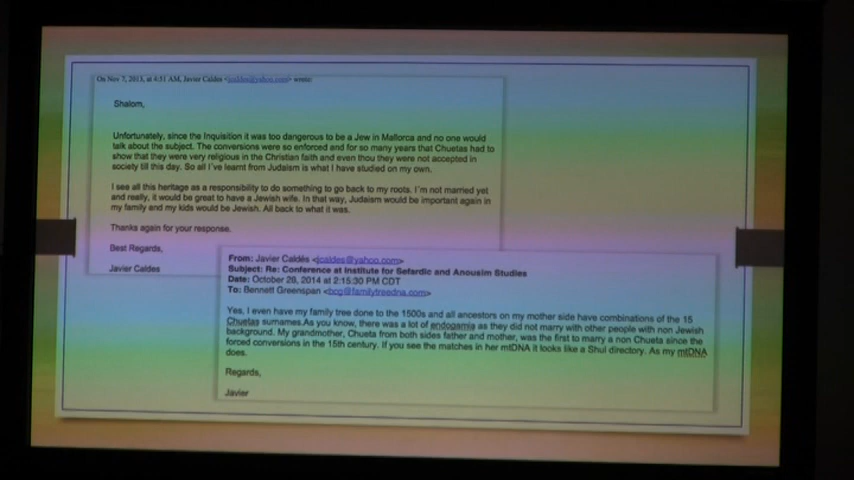 On Nov 7, 2013, at 4:51 AM, Javier Caldes <jcaldes@yahoo.com> wrote:
Shalom,
Unfortunately, since the Inquisition it was too dangerous to be a Jew in Mallorca and no one would
talk about the subject. The conversions were so enforced and for so many years that Chuetas had to
show that they were very religious in the Christian faith and even thou they were not accepted in
society till this day. So all I've learnt from Judaism is what I have studied on my own.
I see all this heritage as a responsibility to do something to go back to my roots. I'm not married yet
and really, it would be great to have a Jewish wife. In that way, Judaism would be important again in
my family and my kids would be Jewish. All back to what it was.
Thanks again for your response.
Best Regards,
Javier Caldes
From: Javier Caldés <jcaldes@yahoo.com>
Subject: Re: Conference at Institute for Sefardic and Anousim Studies
Date: October 29, 2014 at 2:15:30 PM CDT
To: Bennett Greenspan <bcg@familytreedna.com>
Yes, I even have my family tree done to the 1500s and all ancestors on my mother side have combinations of the 15
Chuetas surnames.As you know, there was a lot of endogamia as they did not marry with other people with non Jewish
background. My grandmother, Chueta from both sides father and mother, was the first to marry a non Chueta since the
forced conversions in the 15th century. If you see the matches in her mtDNA it looks like a Shul directory. As my mtDNA
does.
Regards,
Javier